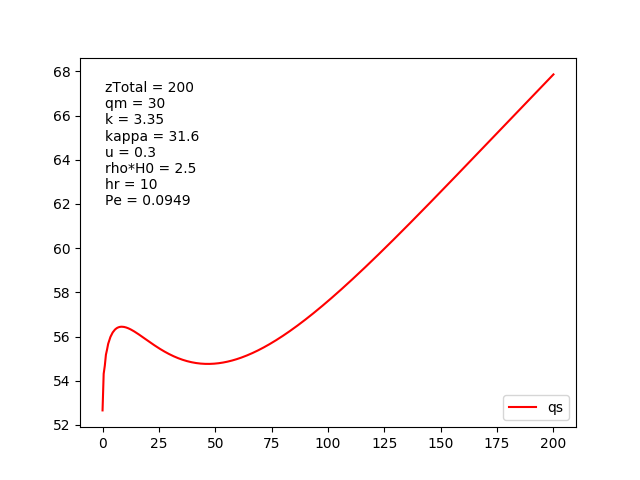 68
66
64
62
60
58
56
54
52
zTotal = 200
qm = 30
k = 3.35
kappa = 31.6
u = 0.3
rho*H0 = 2.5
hr = 10
Pe = 0.0949
qs
0 25 50 75 100 125 150 175 200